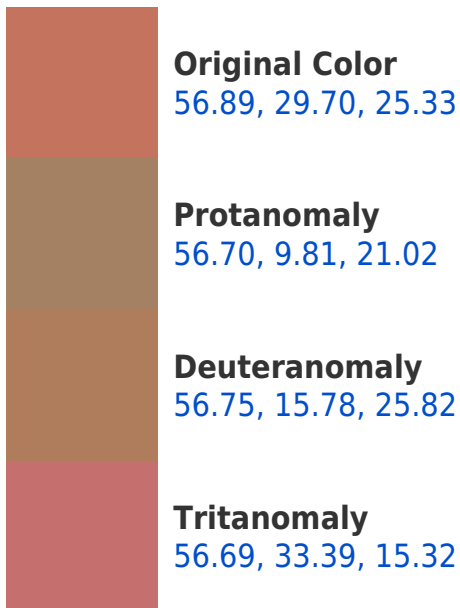 Original Color
56.89, 29.70, 25.33
Protanomaly
56.70, 9.81, 21.02
Deuteranomaly
56.75, 15.78, 25.82
Tritanomaly
56.69, 33.39, 15.32